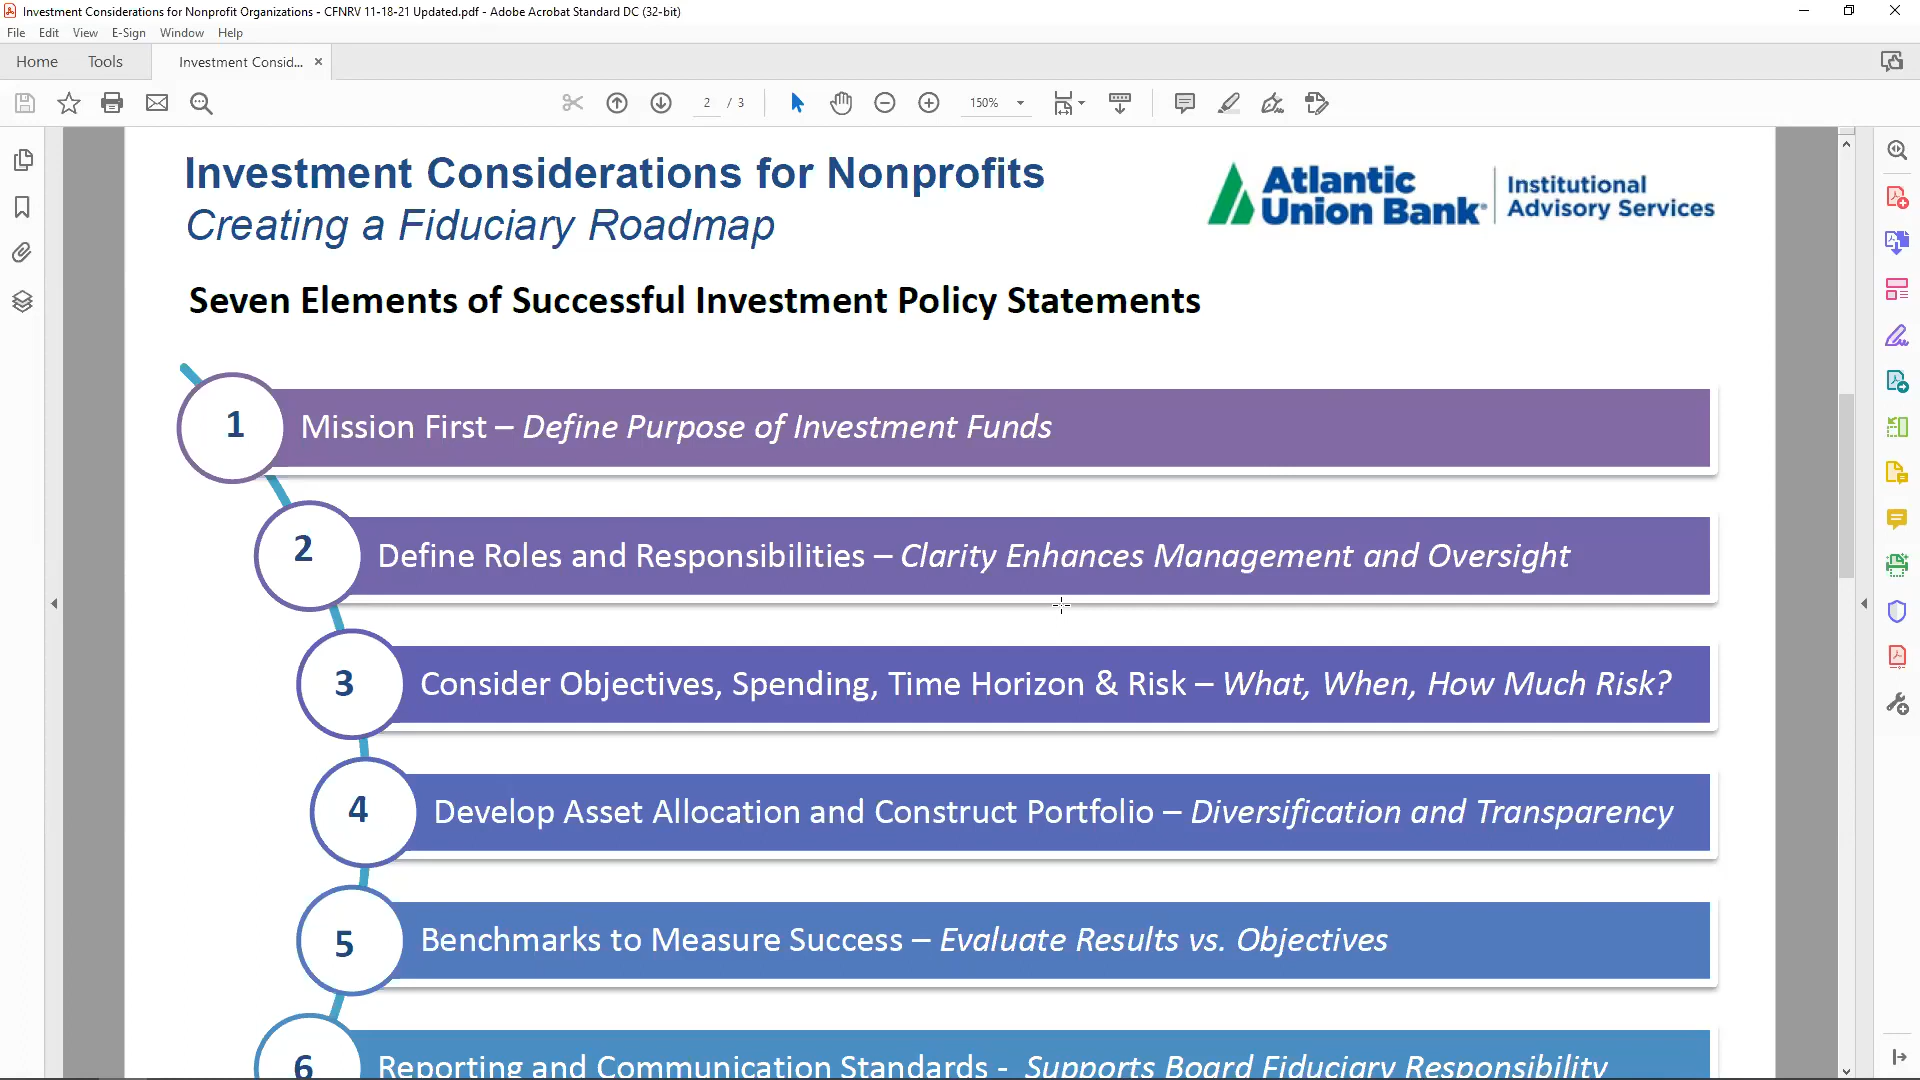 Investment Considerations for Nonprofit Organizations - CFNRV 11-18-21 Updated.pdf - Adobe Acrobat Standard DC (32-bit)
File Edit View E-Sign Window Help
Home Tools Investment Consid... ×
2 / 3 150%
Investment Considerations for Nonprofits
Creating a Fiduciary Roadmap
Atlantic
Union Bank
Institutional
Advisory Services
Seven Elements of Successful Investment Policy Statements
1 Mission First – Define Purpose of Investment Funds
2 Define Roles and Responsibilities – Clarity Enhances Management and Oversight
3 Consider Objectives, Spending, Time Horizon & Risk – What, When, How Much Risk?
4 Develop Asset Allocation and Construct Portfolio – Diversification and Transparency
5 Benchmarks to Measure Success – Evaluate Results vs. Objectives
6 Reporting and Communication Standards - Supports Board Fiduciary Responsibility